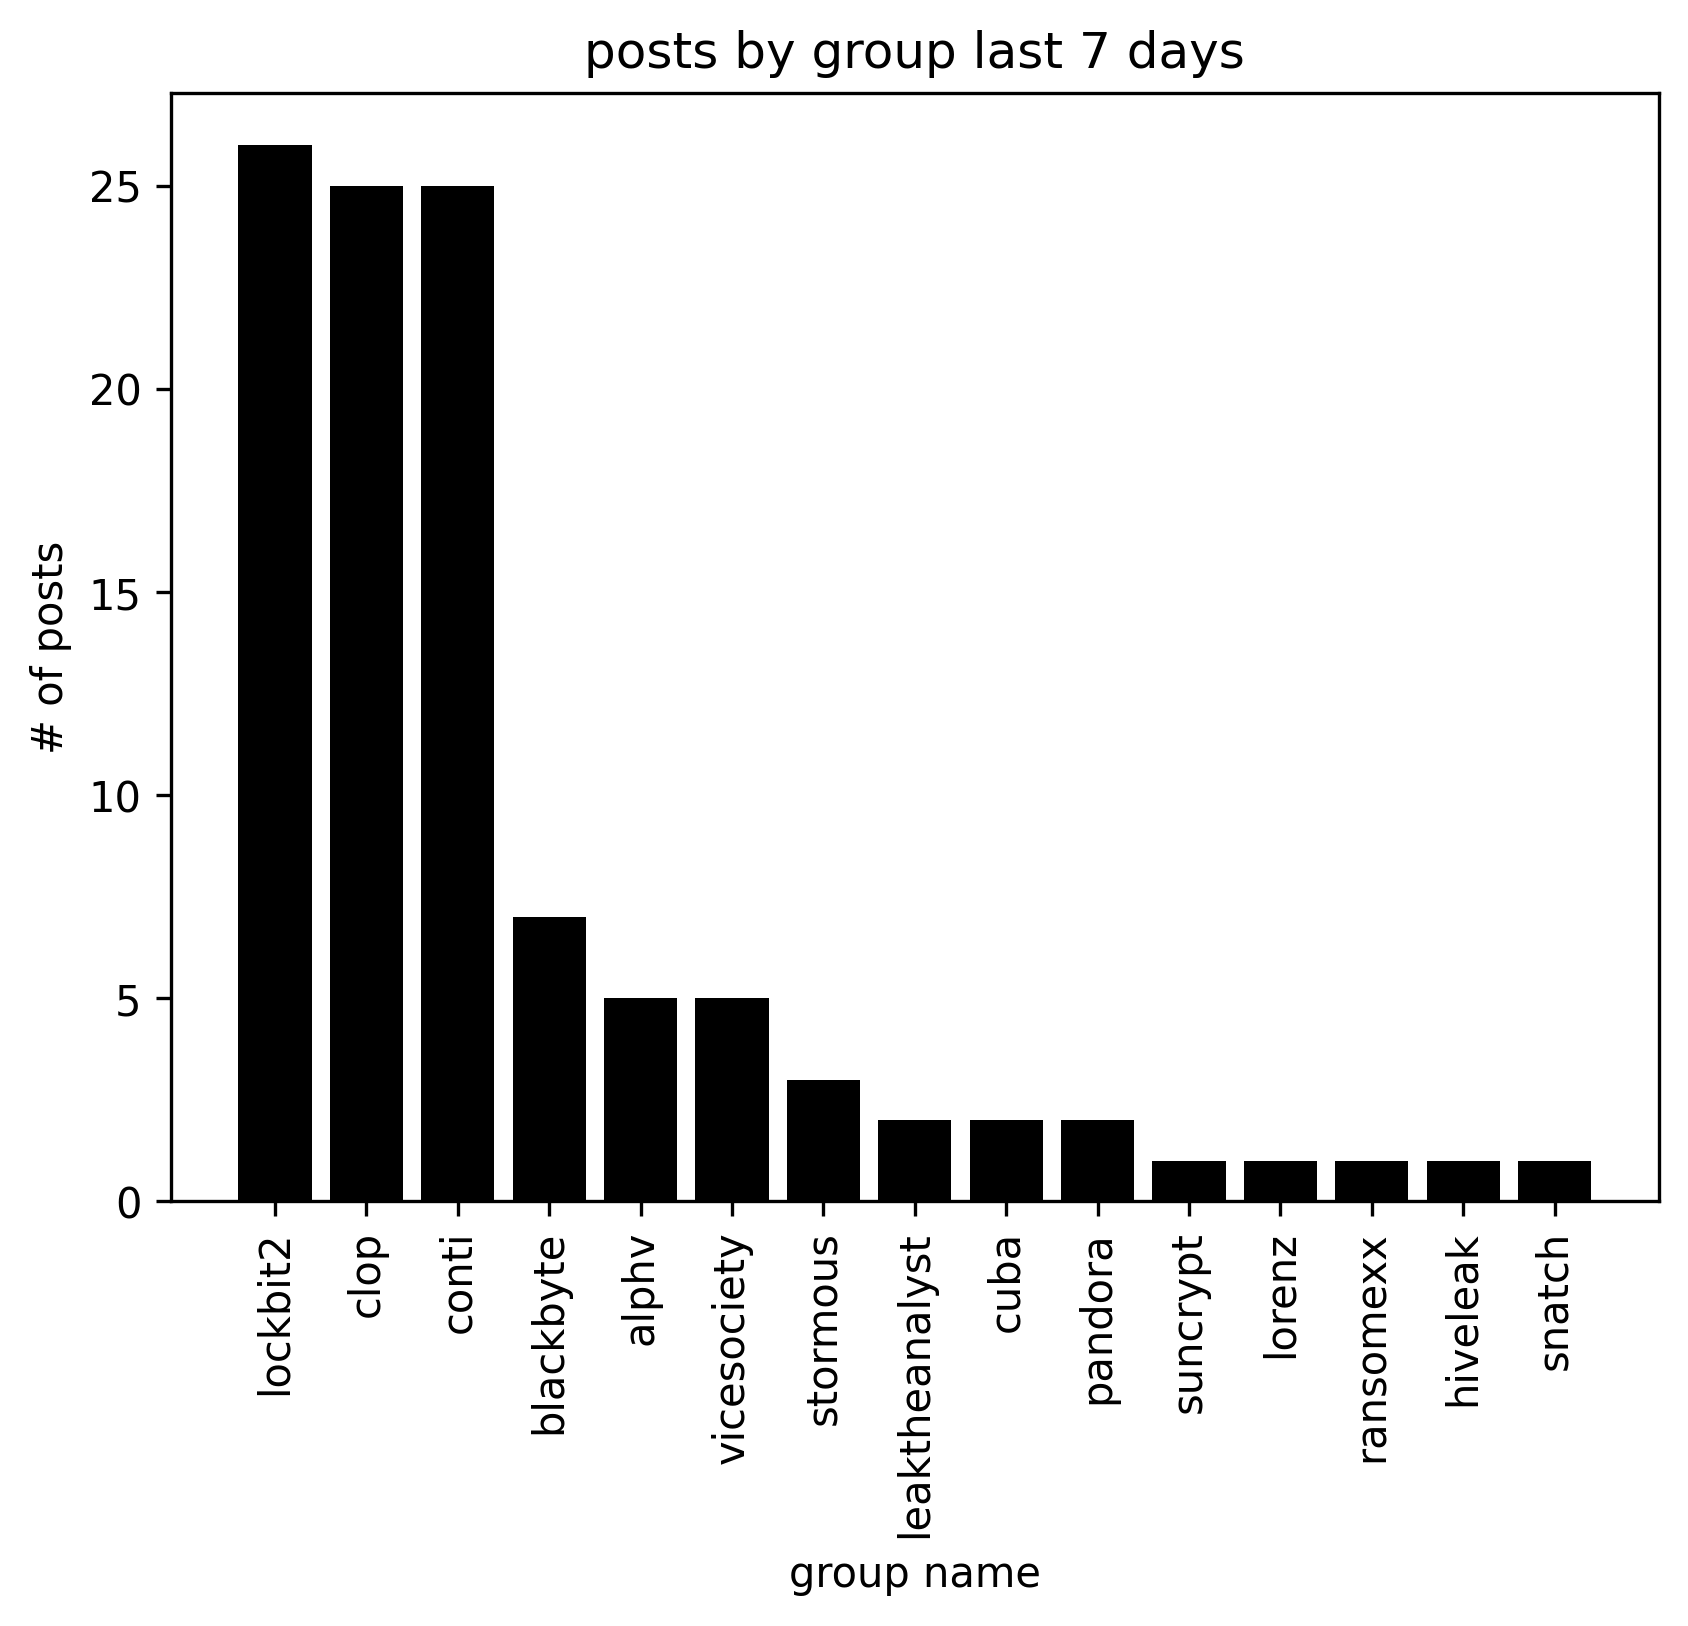 posts by group last 7 days
# of posts
25
20
15
10
5
0
lockbit2
clop
conti
blackbyte
alphv
vicesociety
stormous
leaktheanalyst
cuba
pandora
suncrypt
lorenz
ransomexx
hiveleak
snatch
group name